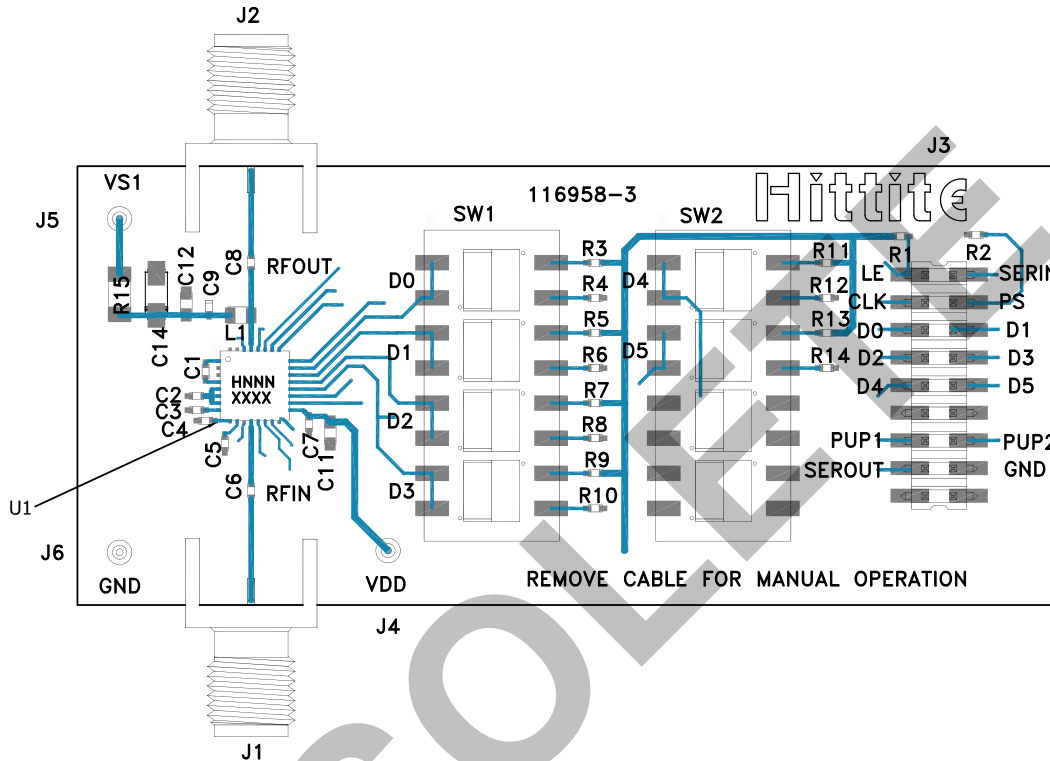 J2
J3
VS1
Hittite
116958-3
J5
SW1
SW2
C12
C8
RFOUT
R3
R11
R1
R2
R15
C9
D0
R4
D4
R12
LE
SERIN
CLK
PS
C14
L1
R5
R13
D0
D1
C1
D1
R6
D5
R14
D2
D3
HNNN
XXXX
C2
C3
C4
R7
D4
D5
C5
C7
C11
D2
R8
PUP1
PUP2
C6
RFIN
D3
R9
SEROUT
GND
R10
U1
J6
GND
VDD
REMOVE CABLE FOR MANUAL OPERATION
J4
J1